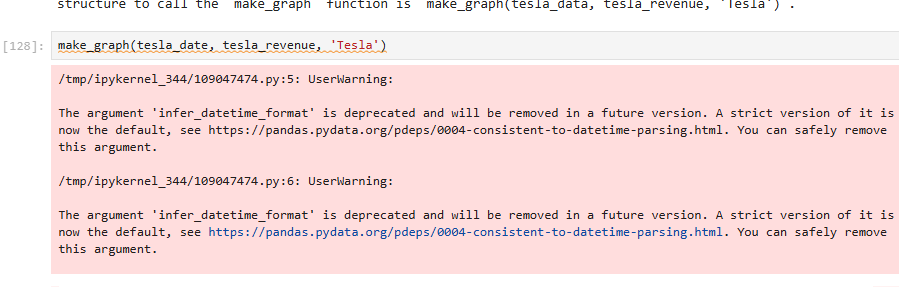 structure to call the `make_graph` function is `make_graph(tesla_data, tesla_revenue, 'Tesla')`.
[128]: make_graph(tesla_date, tesla_revenue, 'Tesla')
/tmp/ipykernel_344/109047474.py:5: UserWarning:
The argument 'infer_datetime_format' is deprecated and will be removed in a future version. A strict version of it is
now the default, see https://pandas.pydata.org/pdeps/0004-consistent-to-datetime-parsing.html. You can safely remove
this argument.
/tmp/ipykernel_344/109047474.py:6: UserWarning:
The argument 'infer_datetime_format' is deprecated and will be removed in a future version. A strict version of it is
now the default, see https://pandas.pydata.org/pdeps/0004-consistent-to-datetime-parsing.html. You can safely remove
this argument.